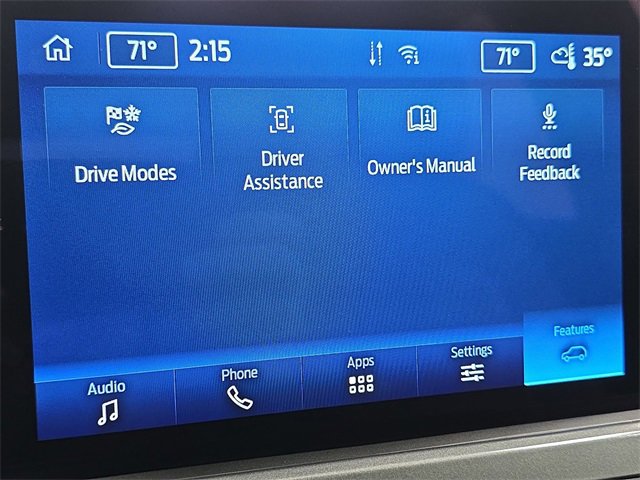 71° 2:15 71° 35°
Drive Modes
Driver
Assistance
Owner's Manual
Record
Feedback
Audio
Phone
Apps
Settings
Features